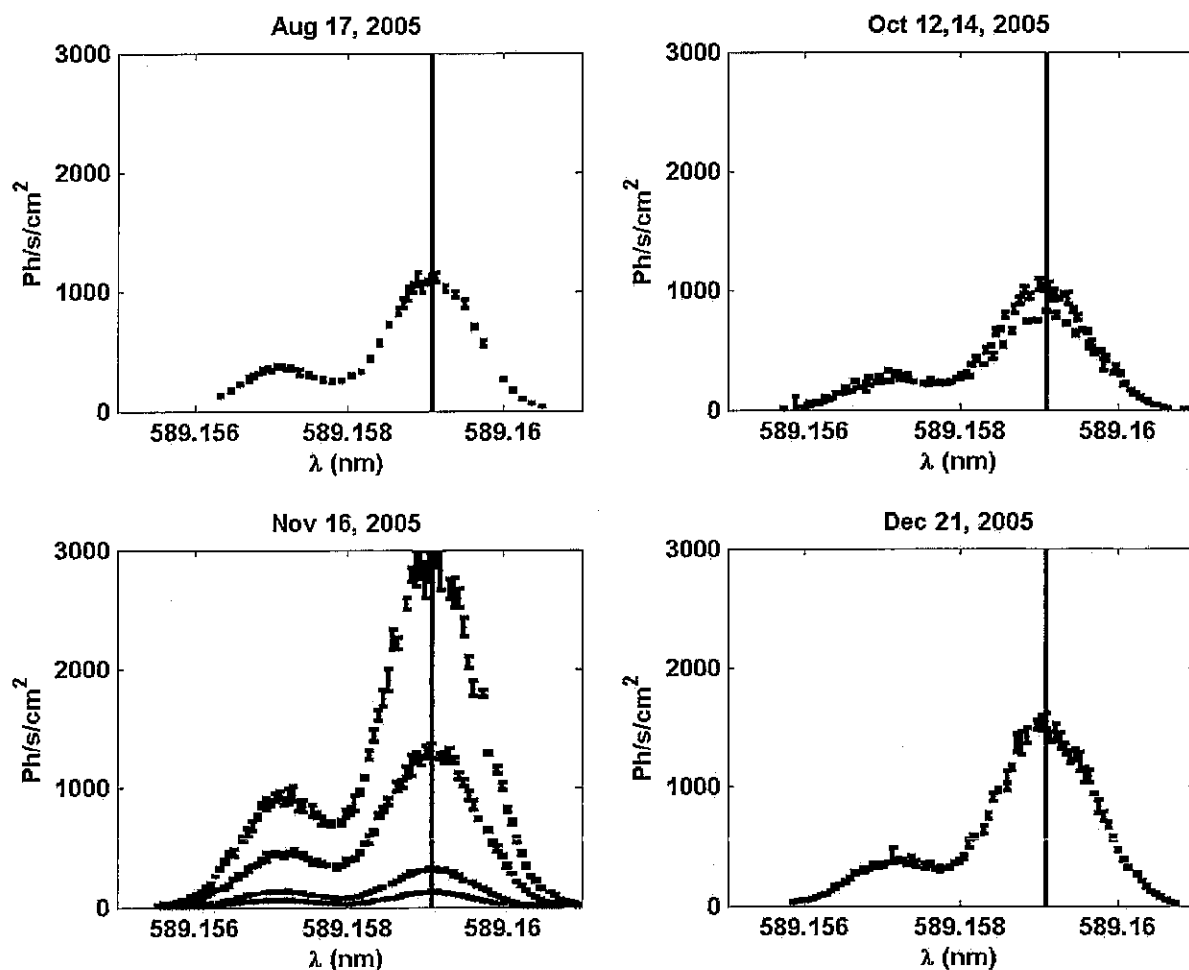 Aug 17, 2005
3000
2000
1000
0
Ph/s/cm²
589.156 589.158 589.16
λ (nm)
Oct 12,14, 2005
3000
2000
1000
0
Ph/s/cm²
589.156 589.158 589.16
λ (nm)
Nov 16, 2005
3000
2000
1000
0
Ph/s/cm²
589.156 589.158 589.16
λ (nm)
Dec 21, 2005
3000
2000
1000
0
Ph/s/cm²
589.156 589.158 589.16
λ (nm)